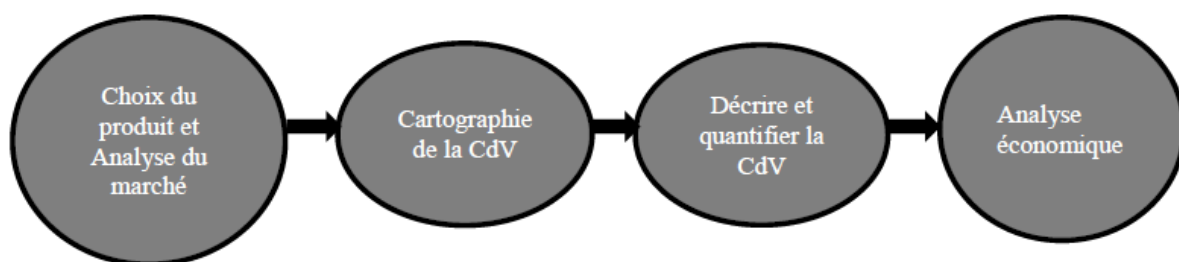 Choix du
produit et
Analyse du
marché
Cartographie
de la CdV
Décrire et
quantifier la
CdV
Analyse
économique